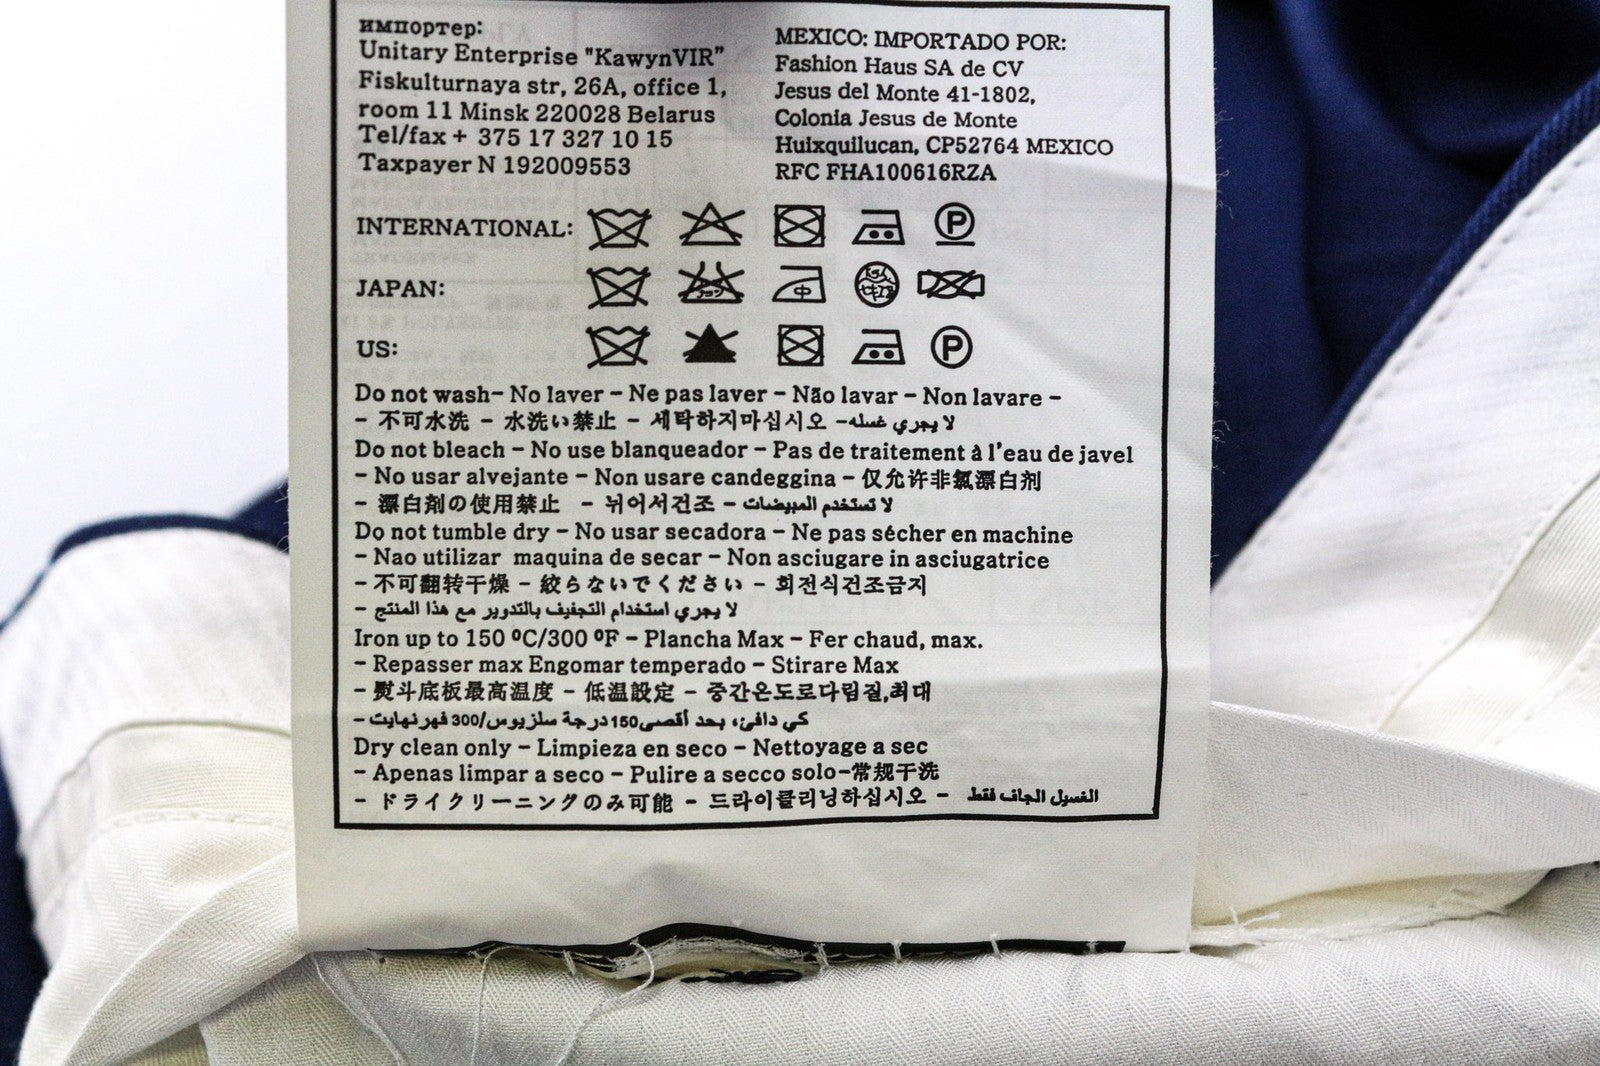 импортер:
Unitary Enterprise "KawynVIR"
Fiskulturnaya str, 26A, office 1,
room 11 Minsk 220028 Belarus
Tel/fax + 375 17 327 10 15
Taxpayer N 192009553
MEXICO: IMPORTADO POR:
Fashion Haus SA de CV
Jesus del Monte 41-1802,
Colonia Jesus de Monte
Huixquilucan, CP52764 MEXICO
RFC FHA100616RZA
INTERNATIONAL: P
JAPAN: 中
US: P
Do not wash- No laver - Ne pas laver - Não lavar - Non lavare -
- 不可水洗 - 水洗い禁止 - 세탁하지마십시오 - لا يجري غسله
Do not bleach - No use blanqueador - Pas de traitement à l'eau de javel
- No usar alvejante - Non usare candeggina - 仅允许非氯漂白剂
- 漂白剤の使用禁止 - 뉘어서건조 - لا تستخدم المبيضات
Do not tumble dry - No usar secadora - Ne pas sécher en machine
- Nao utilizar maquina de secar - Non asciugare in asciugatrice
- 不可翻转干燥 - 絞らないでください - 회전식건조금지
- لا يجري استخدام التجفيف بالتدوير مع هذا المنتج
Iron up to 150 ºC/300 ºF - Plancha Max - Fer chaud, max.
- Repasser max Engomar temperado - Stirare Max
- 熨斗底板最高温度 - 低温設定 - 중간온도로다림질,최대
- كي دافئ، بحد أقصى 150 درجة سلزيوس/300 فهرنهايت
Dry clean only - Limpieza en seco - Nettoyage a sec
- Apenas limpar a seco - Pulire a secco solo-常规干洗
- ドライクリーニングのみ可能 - 드라이클리닝하십시오 - الغسيل الجاف فقط